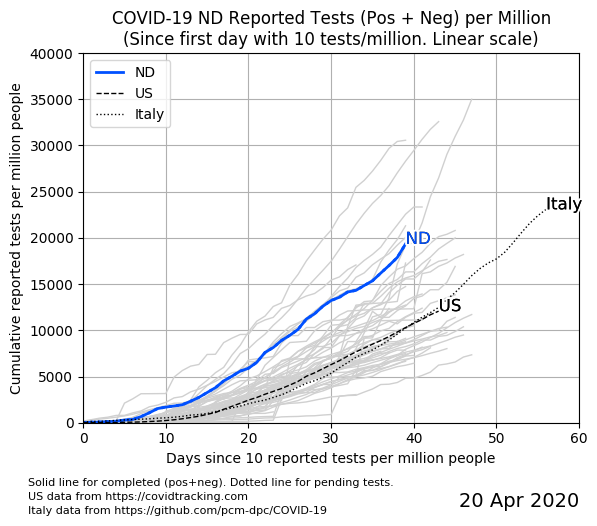 COVID-19 ND Reported Tests (Pos + Neg) per Million
(Since first day with 10 tests/million. Linear scale)
Cumulative reported tests per million people
40000
35000
30000
25000
20000
15000
10000
5000
0
ND
US
Italy
Italy
ND
US
0 10 20 30 40 50 60
Days since 10 reported tests per million people
Solid line for completed (pos+neg). Dotted line for pending tests.
US data from https://covidtracking.com
Italy data from https://github.com/pcm-dpc/COVID-19
20 Apr 2020